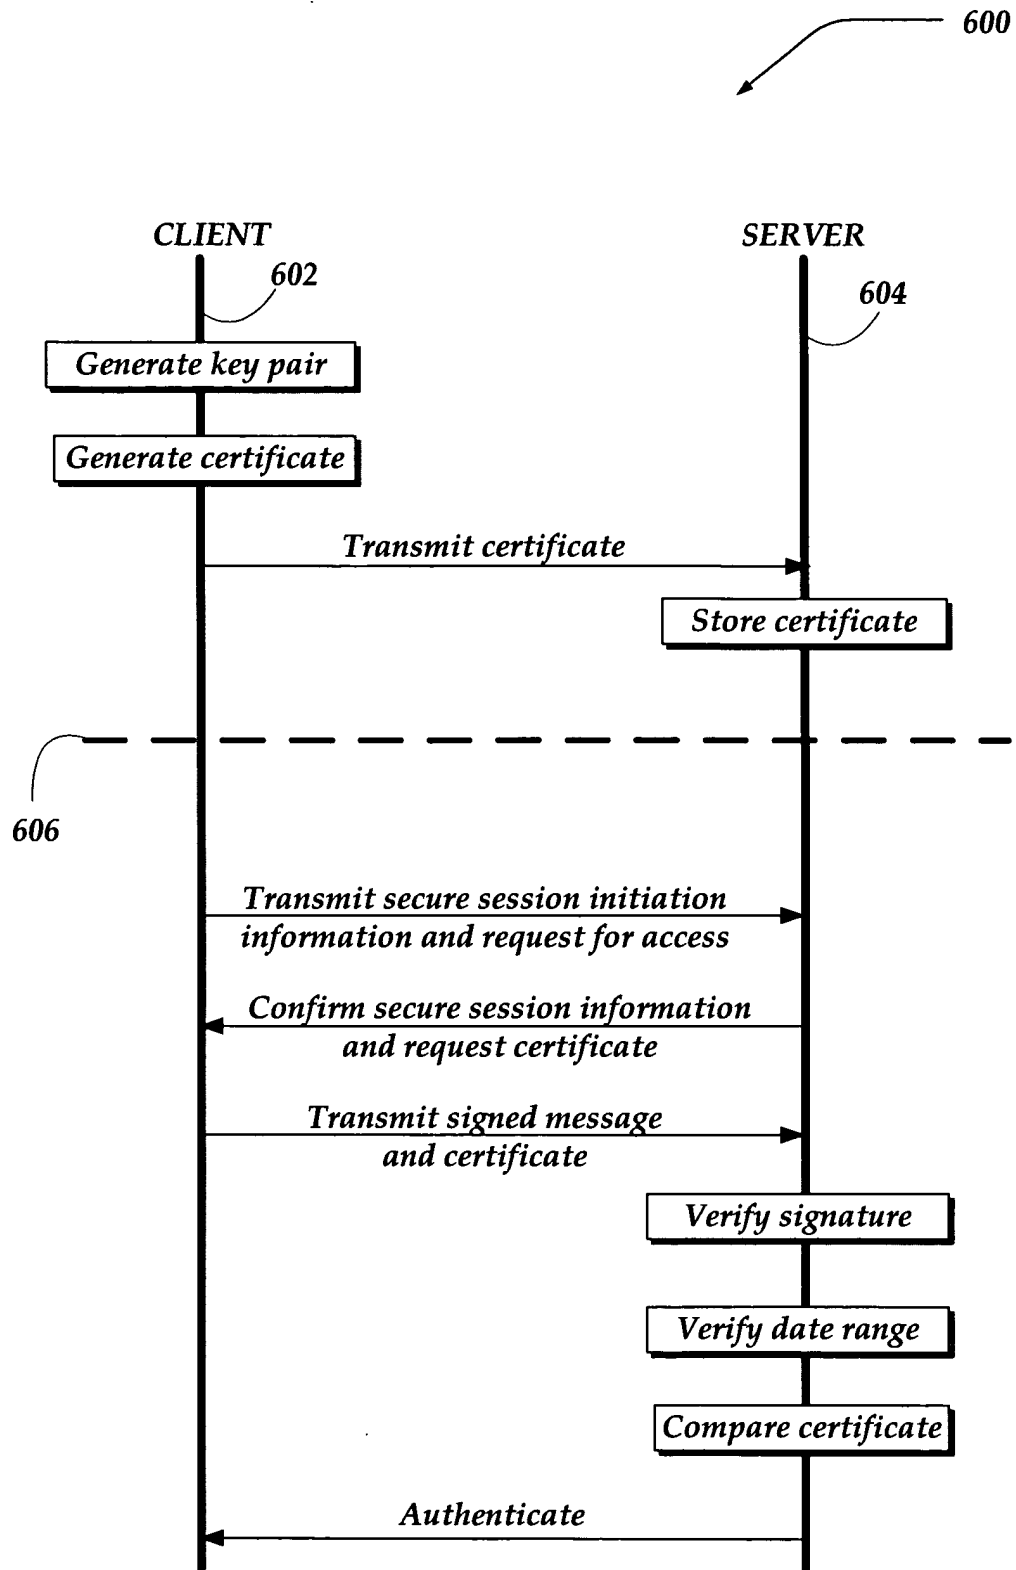 600
CLIENT
SERVER
602
604
Generate key pair
Generate certificate
Transmit certificate
Store certificate
606
Transmit secure session initiation
information and request for access
Confirm secure session information
and request certificate
Transmit signed message
and certificate
Verify signature
Verify date range
Compare certificate
Authenticate